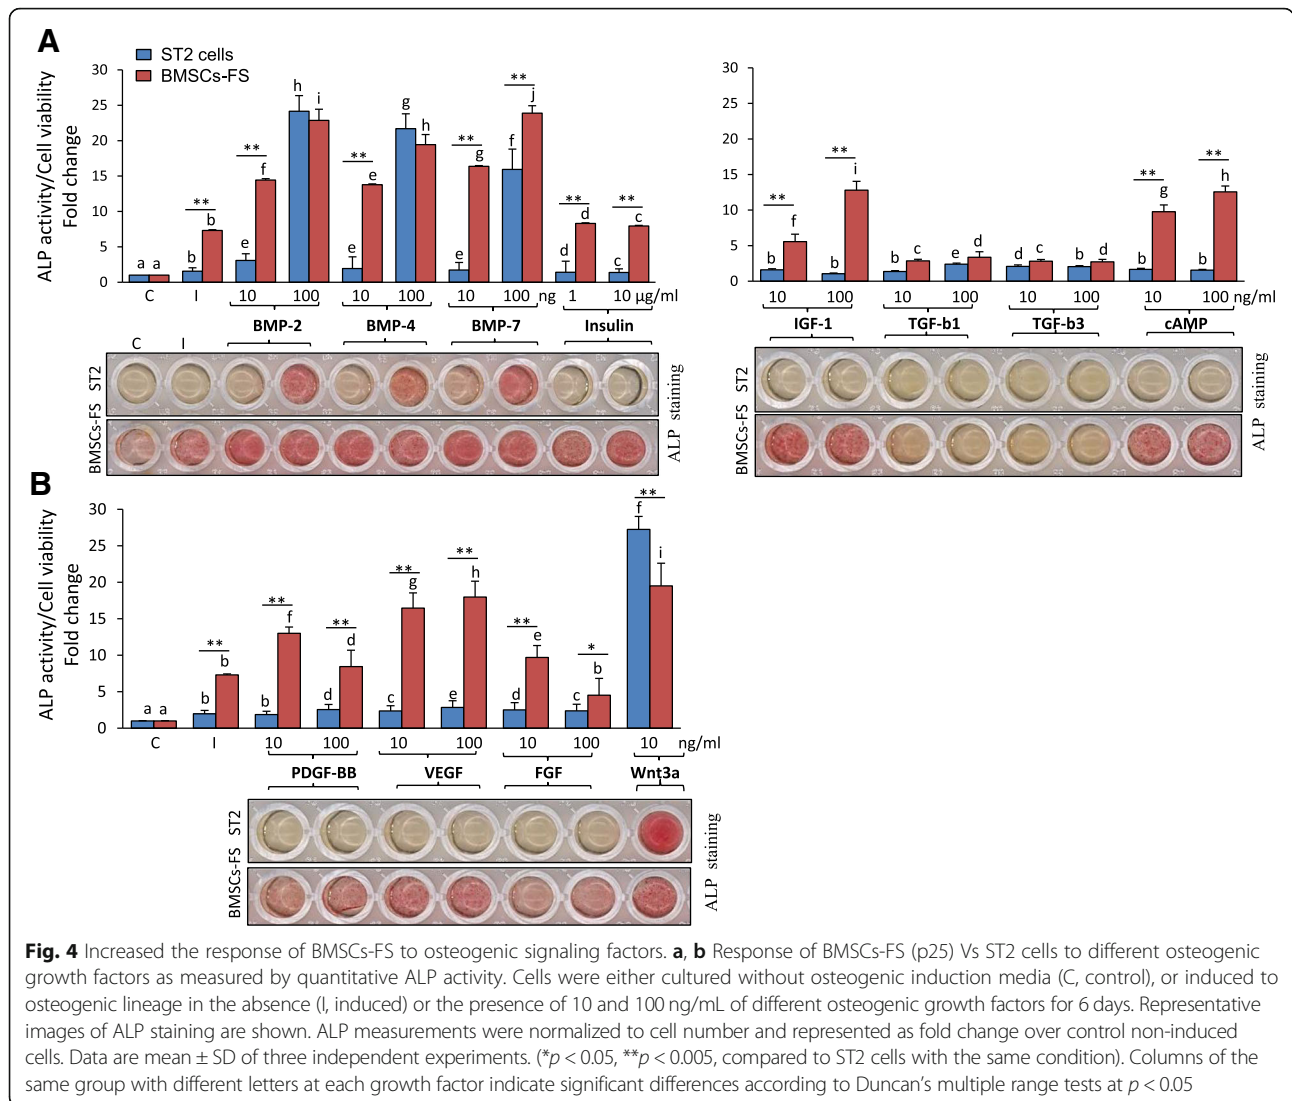 A
ST2 cells
BMSCs-FS
ALP activity/Cell viability
Fold change
30
25
20
15
10
5
0
a a b ** b e ** f h i e ** e g h c ** g f ** j d ** d c ** c
C I 10 100 10 100 10 100 ng 1 10 µg/ml
BMP-2 BMP-4 BMP-7 Insulin
C I
ST2
BMSCs-FS
ALP staining
30
25
20
15
10
5
0
b ** f b ** i b c e d d c b d b ** g b ** h
10 100 10 100 10 100 10 100 ng/ml
IGF-1 TGF-b1 TGF-b3 cAMP
ST2
BMSCs-FS
ALP staining
B
ALP activity/Cell viability
Fold change
30
25
20
15
10
5
0
a a b ** b b ** f d ** d c ** g e ** h d ** e c * b f ** i
C I 10 100 10 100 10 100 10 ng/ml
PDGF-BB VEGF FGF Wnt3a
ST2
BMSCs-FS
ALP staining
Fig. 4 Increased the response of BMSCs-FS to osteogenic signaling factors. a, b Response of BMSCs-FS (p25) Vs ST2 cells to different osteogenic
growth factors as measured by quantitative ALP activity. Cells were either cultured without osteogenic induction media (C, control), or induced to
osteogenic lineage in the absence (I, induced) or the presence of 10 and 100 ng/mL of different osteogenic growth factors for 6 days. Representative
images of ALP staining are shown. ALP measurements were normalized to cell number and represented as fold change over control non-induced
cells. Data are mean ± SD of three independent experiments. (*p < 0.05, **p < 0.005, compared to ST2 cells with the same condition). Columns of the
same group with different letters at each growth factor indicate significant differences according to Duncan's multiple range tests at p < 0.05